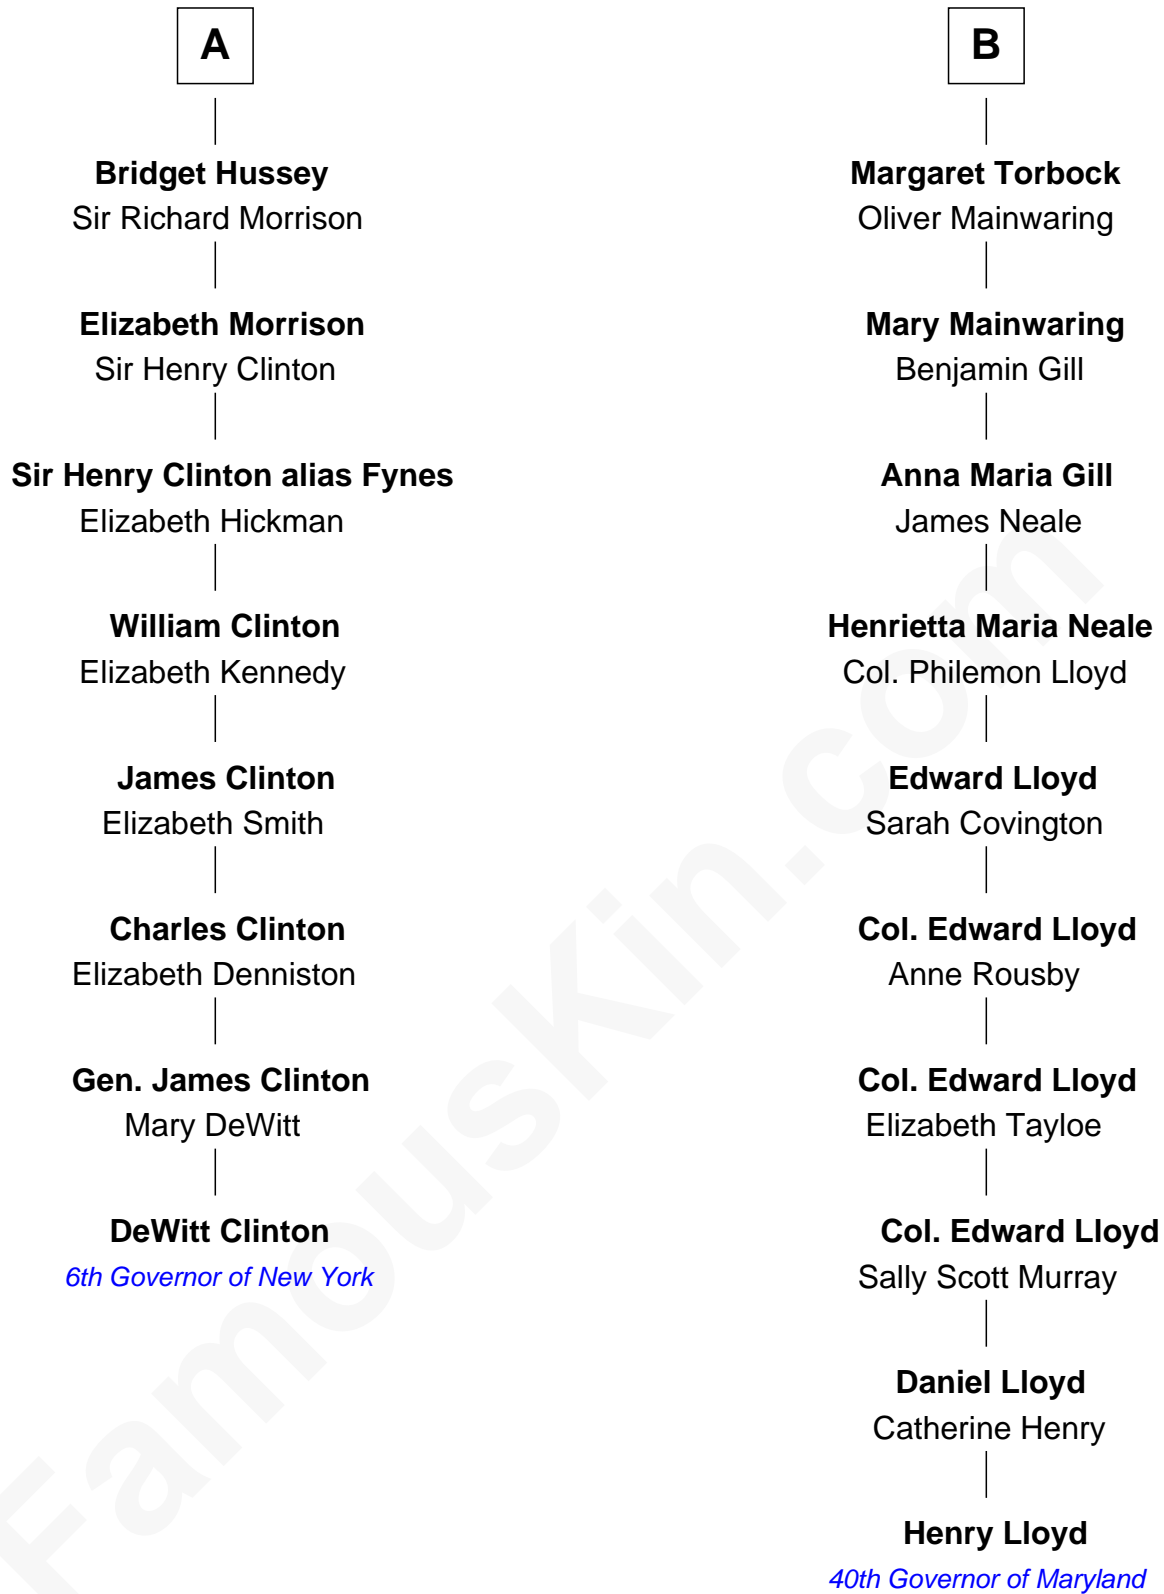 A
Bridget Hussey
Sir Richard Morrison
Elizabeth Morrison
Sir Henry Clinton
Sir Henry Clinton alias Fynes
Elizabeth Hickman
William Clinton
Elizabeth Kennedy
James Clinton
Elizabeth Smith
Charles Clinton
Elizabeth Denniston
Gen. James Clinton
Mary DeWitt
DeWitt Clinton
6th Governor of New York
B
Margaret Torbock
Oliver Mainwaring
Mary Mainwaring
Benjamin Gill
Anna Maria Gill
James Neale
Henrietta Maria Neale
Col. Philemon Lloyd
Edward Lloyd
Sarah Covington
Col. Edward Lloyd
Anne Rousby
Col. Edward Lloyd
Elizabeth Tayloe
Col. Edward Lloyd
Sally Scott Murray
Daniel Lloyd
Catherine Henry
Henry Lloyd
40th Governor of Maryland
FamousKin.com